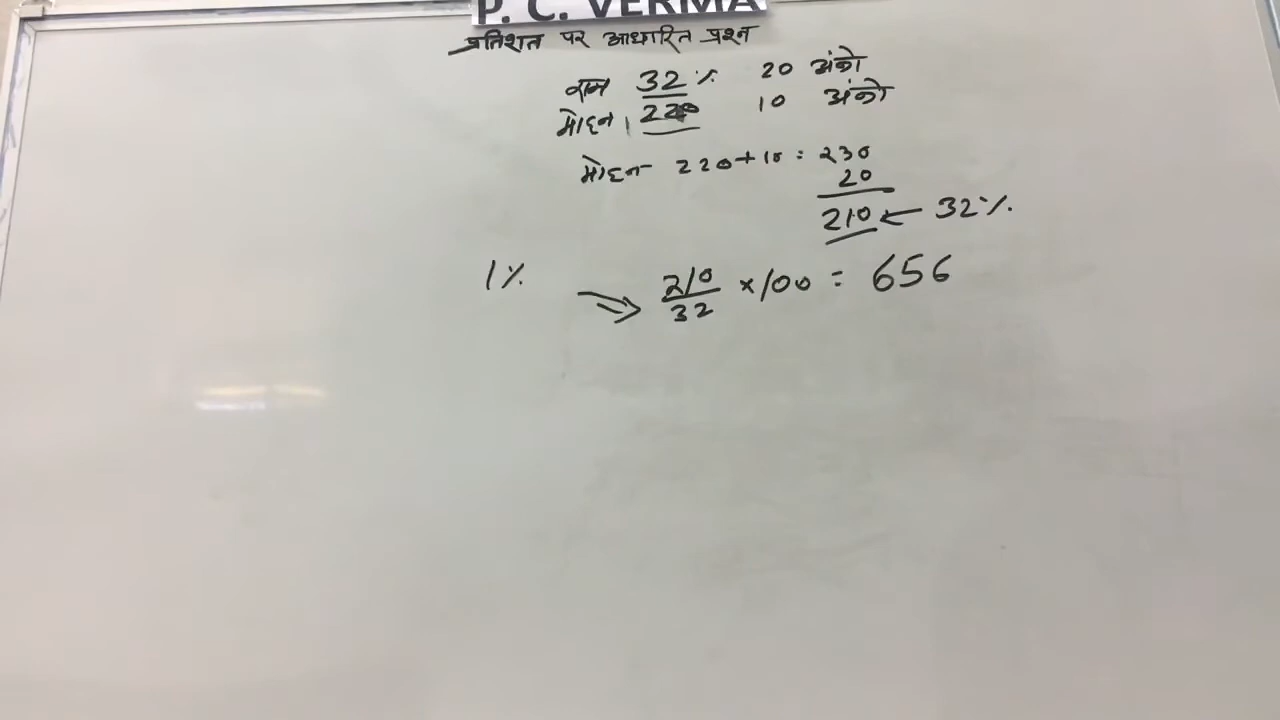 P. C. VERMA
प्रतिशत पर आधारित प्रश्न
राम 32% 20 अंको
मोहन 220 10 अंको
मोहन 220+10 = 230
20
210 ← 32%
1% ⇒ 210/32 ×100 = 656